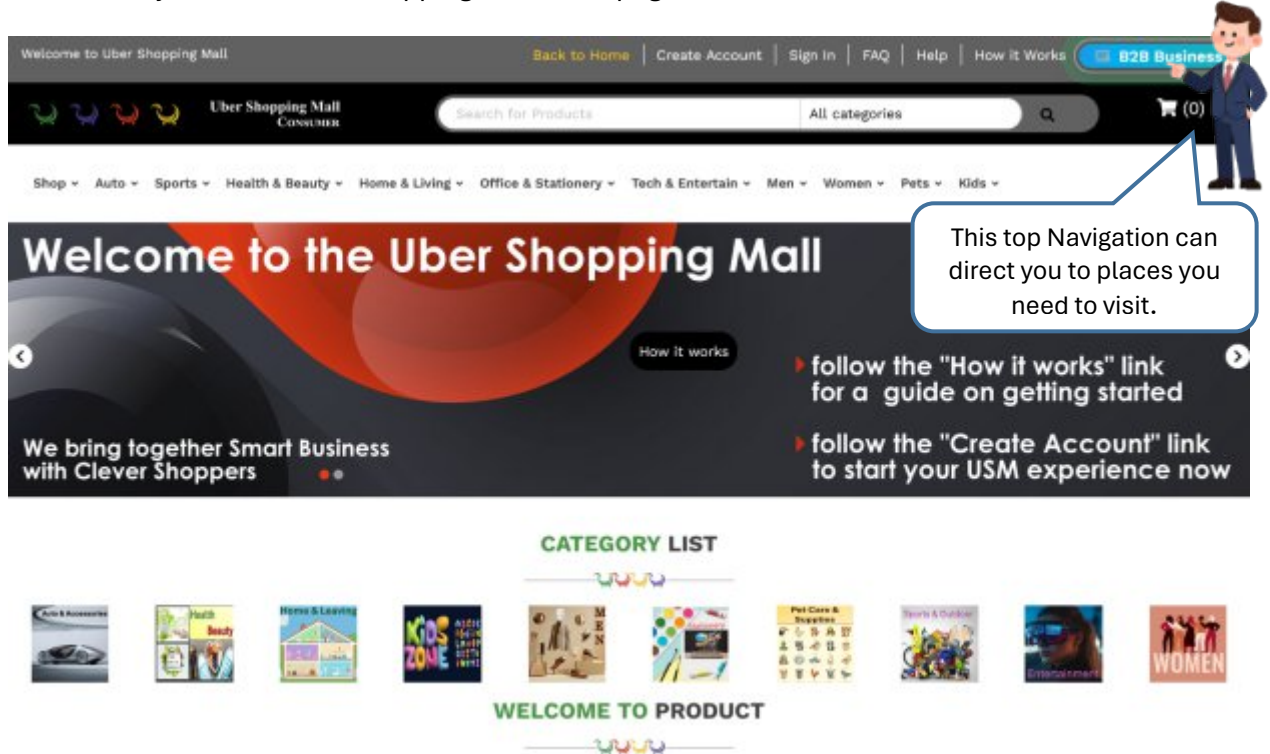 Welcome to Uber Shopping Mall
Back to Home | Create Account | Sign In | FAQ | Help | How it Works
B2B Business
Uber Shopping Mall
CONSUMER
Search for Products
All categories
(0)
Shop Auto Sports Health & Beauty Home & Living Office & Stationery Tech & Entertain Men Women Pets Kids
Welcome to the Uber Shopping Mall
This top Navigation can
direct you to places you
need to visit.
How it works
follow the "How it works" link
for a guide on getting started
We bring together Smart Business
with Clever Shoppers
follow the "Create Account" link
to start your USM experience now
CATEGORY LIST
Auto & Accessories
Health
Beauty
Home & Leaving
KIDS
ZONE
MEN
Pet Care &
Supplies
Sports & Outdoor
Entertainment
WOMEN
WELCOME TO PRODUCT